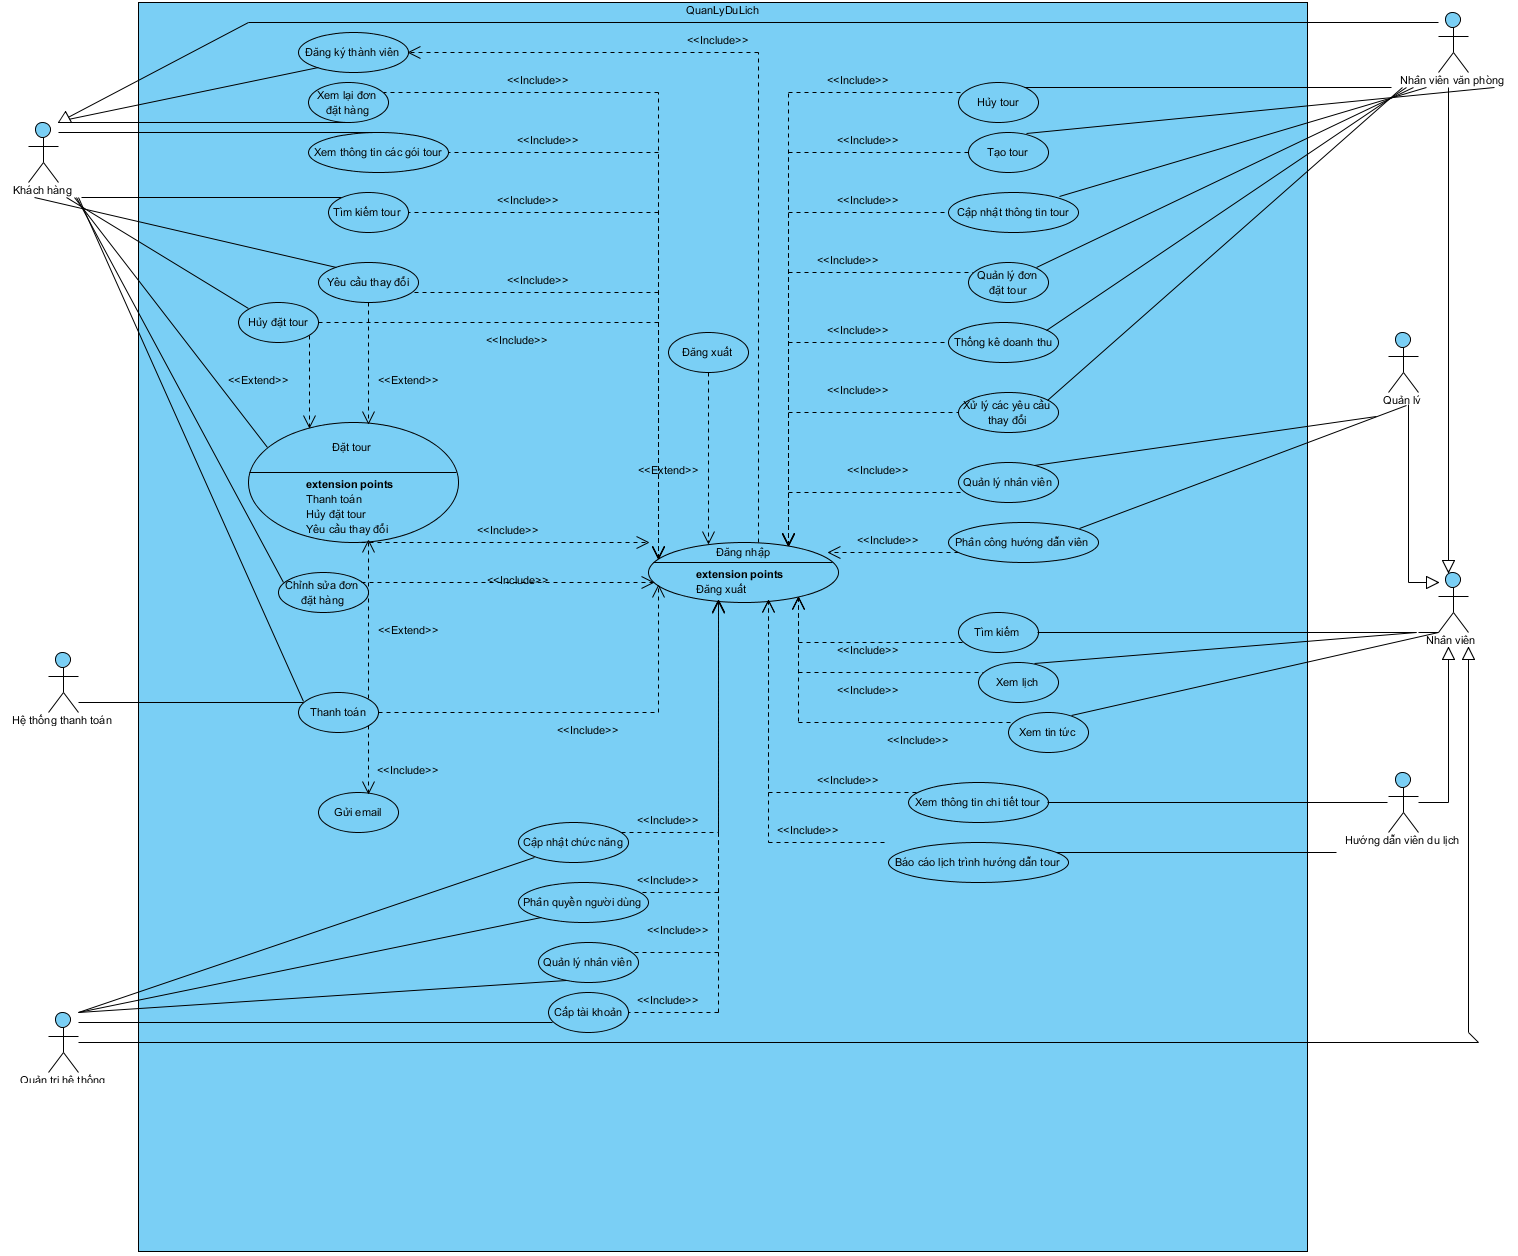 QuanLyDuLich
Nhân viên văn phòng
<<Include>>
Đăng ký thành viên
<<Include>>
<<Include>>
Xem lại đơn
đặt hàng
Hủy tour
Khách hàng
<<Include>>
<<Include>>
Xem thông tin các gói tour
Tạo tour
<<Include>>
<<Include>>
Tìm kiếm tour
Cập nhật thông tin tour
<<Include>>
Yêu cầu thay đổi
<<Include>>
Quản lý đơn
đặt tour
Hủy đặt tour
<<Include>>
<<Include>>
Đăng xuất
Thống kê doanh thu
<<Extend>>
<<Extend>>
<<Include>>
Quản lý
Xử lý các yêu cầu
thay đổi
Đặt tour
extension points
Thanh toán
Hủy đặt tour
Yêu cầu thay đổi
<<Extend>>
<<Include>>
Quản lý nhân viên
<<Include>>
<<Include>>
Phân công hướng dẫn viên
Đăng nhập
extension points
Đăng xuất
Chỉnh sửa đơn
đặt hàng
<<Include>>
<<Extend>>
Tìm kiếm
Nhân viên
<<Include>>
Xem lịch
<<Include>>
Hệ thống thanh toán
Thanh toán
<<Include>>
Xem tin tức
<<Include>>
<<Include>>
<<Include>>
Xem thông tin chi tiết tour
Gửi email
<<Include>>
<<Include>>
Hướng dẫn viên du lịch
Cập nhật chức năng
Báo cáo lịch trình hướng dẫn tour
<<Include>>
Phân quyền người dùng
<<Include>>
Quản lý nhân viên
<<Include>>
Cấp tài khoản
Quản trị hệ thống